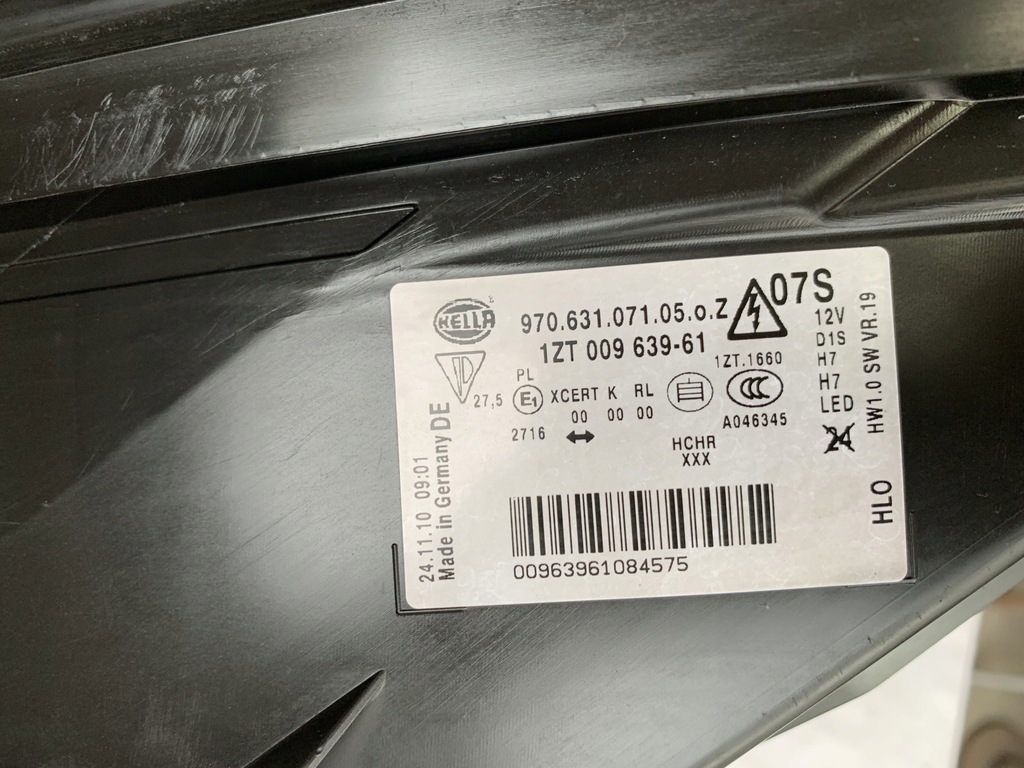 HELLA
970.631.071.05.o.Z
07S
1ZT 009 639-61
12V
D1S
H7
H7
LED
24
1ZT.1660
27,5
PL
E1
XCERT K RL
00 00 00
2716
CCC
A046345
HCHR
XXX
HW1.0 SW VR.19
HLO
24.11.10 09:01
Made in Germany DE
00963961084575